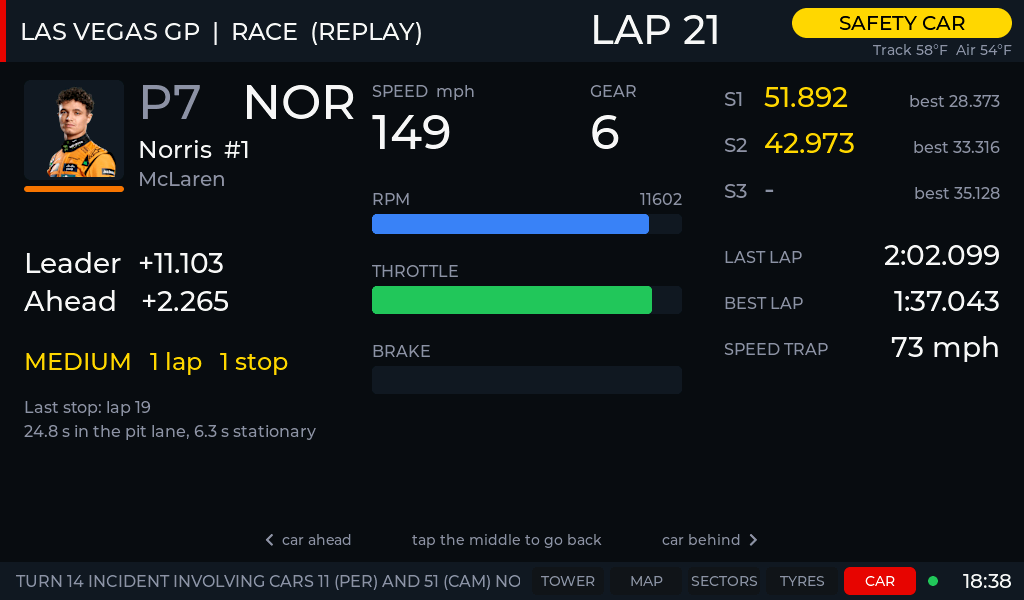 LAS VEGAS GP | RACE (REPLAY)
LAP 21
SAFETY CAR
Track 58°F Air 54°F
P7 NOR
Norris #1
McLaren
Leader +11.103
Ahead +2.265
MEDIUM 1 lap 1 stop
Last stop: lap 19
24.8 s in the pit lane, 6.3 s stationary
SPEED mph
149
GEAR
6
RPM 11602
THROTTLE
BRAKE
S1 51.892 best 28.373
S2 42.973 best 33.316
S3 - best 35.128
LAST LAP 2:02.099
BEST LAP 1:37.043
SPEED TRAP 73 mph
car ahead
tap the middle to go back
car behind
TURN 14 INCIDENT INVOLVING CARS 11 (PER) AND 51 (CAM) NO
TOWER
MAP
SECTORS
TYRES
CAR
18:38